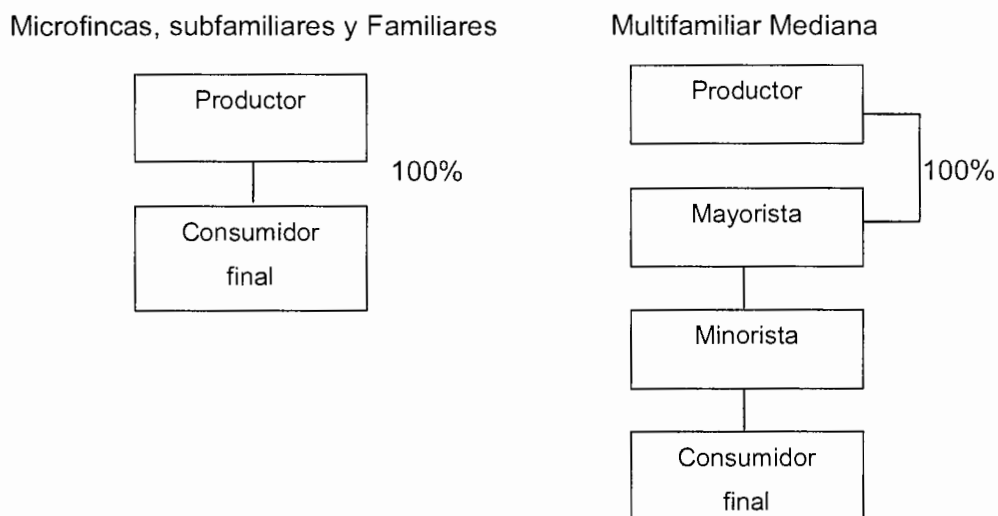 Microfincas, subfamiliares y Familiares
Productor
100%
Consumidor
final
Multifamiliar Mediana
Productor
100%
Mayorista
Minorista
Consumidor
final